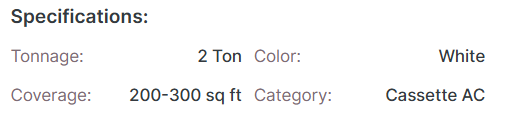 Specifications:
Tonnage: 2 Ton Color: White
Coverage: 200-300 sq ft Category: Cassette AC